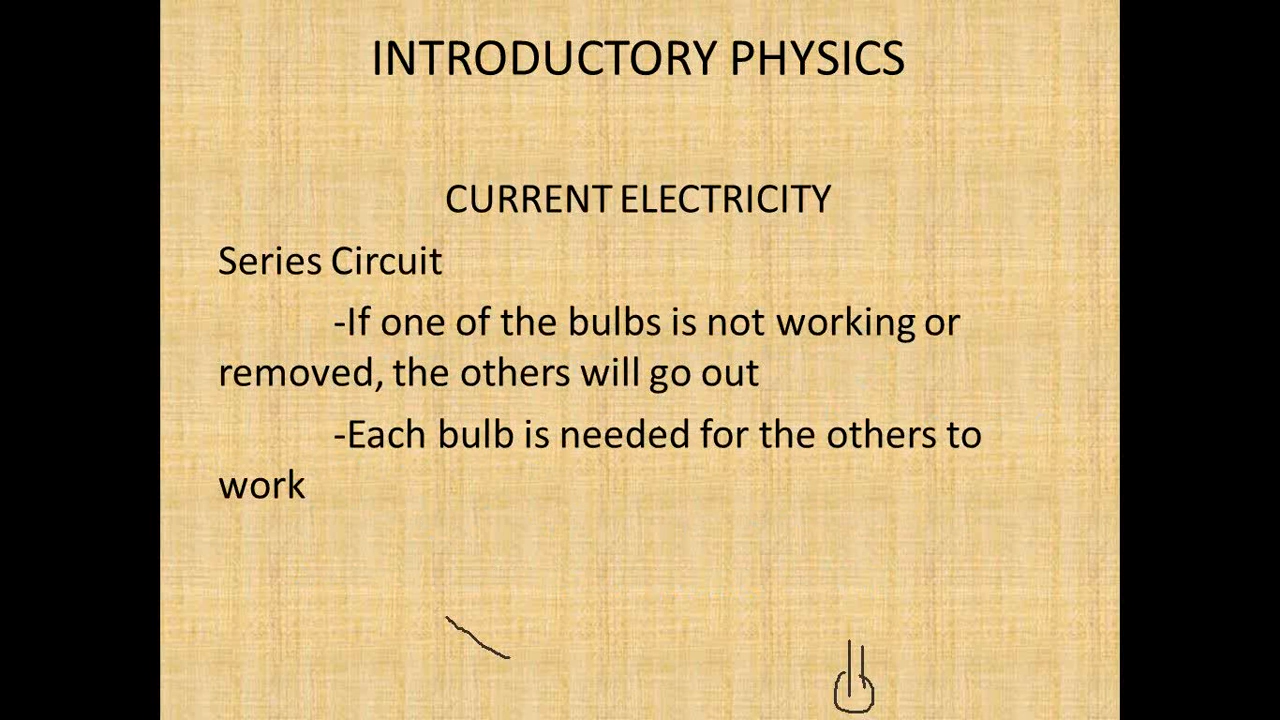 INTRODUCTORY PHYSICS
CURRENT ELECTRICITY
Series Circuit
-If one of the bulbs is not working or
removed, the others will go out
-Each bulb is needed for the others to
work